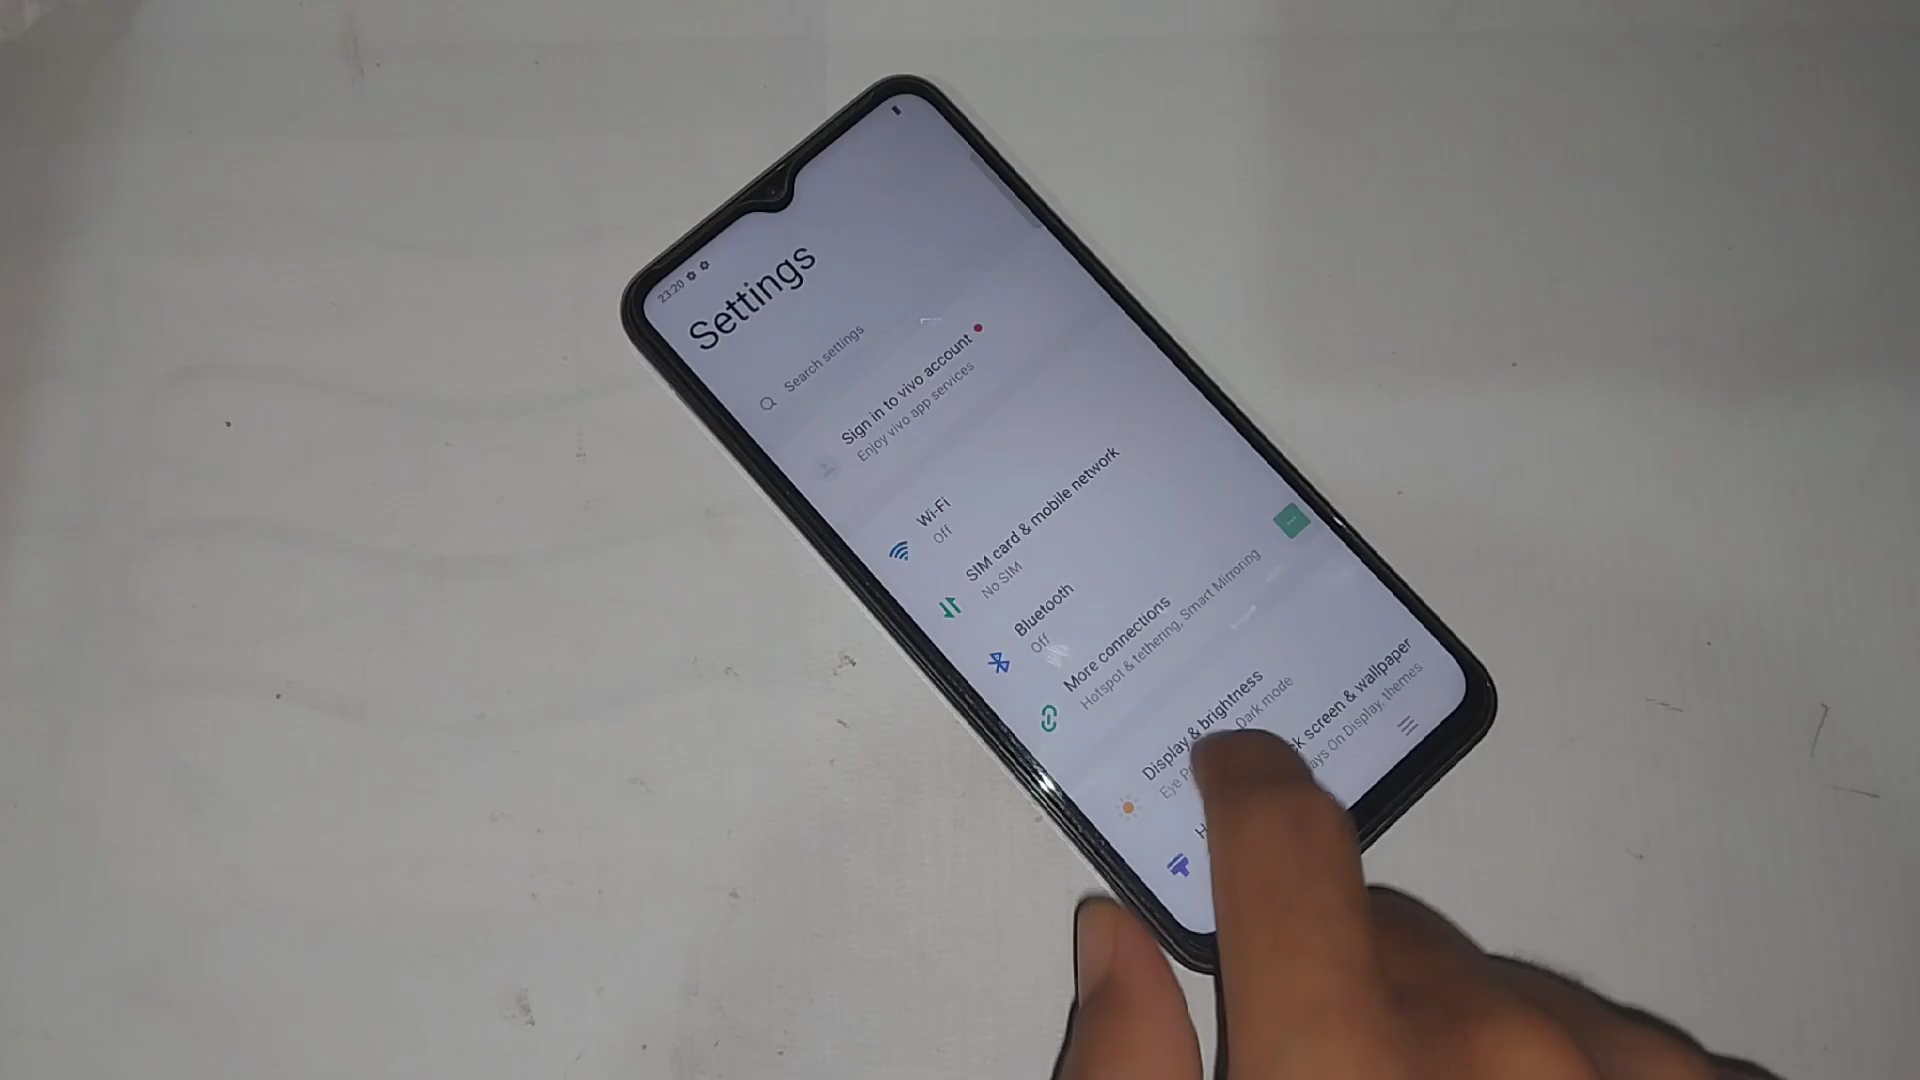 23:20
Settings
Search settings
Sign in to vivo account
Enjoy vivo app services
Wi-Fi
Off
SIM card & mobile network
No SIM
Bluetooth
Off
More connections
Hotspot & tethering, Smart Mirroring
Display & brightness
Eye Dark mode
screen & wallpaper
On Display, themes